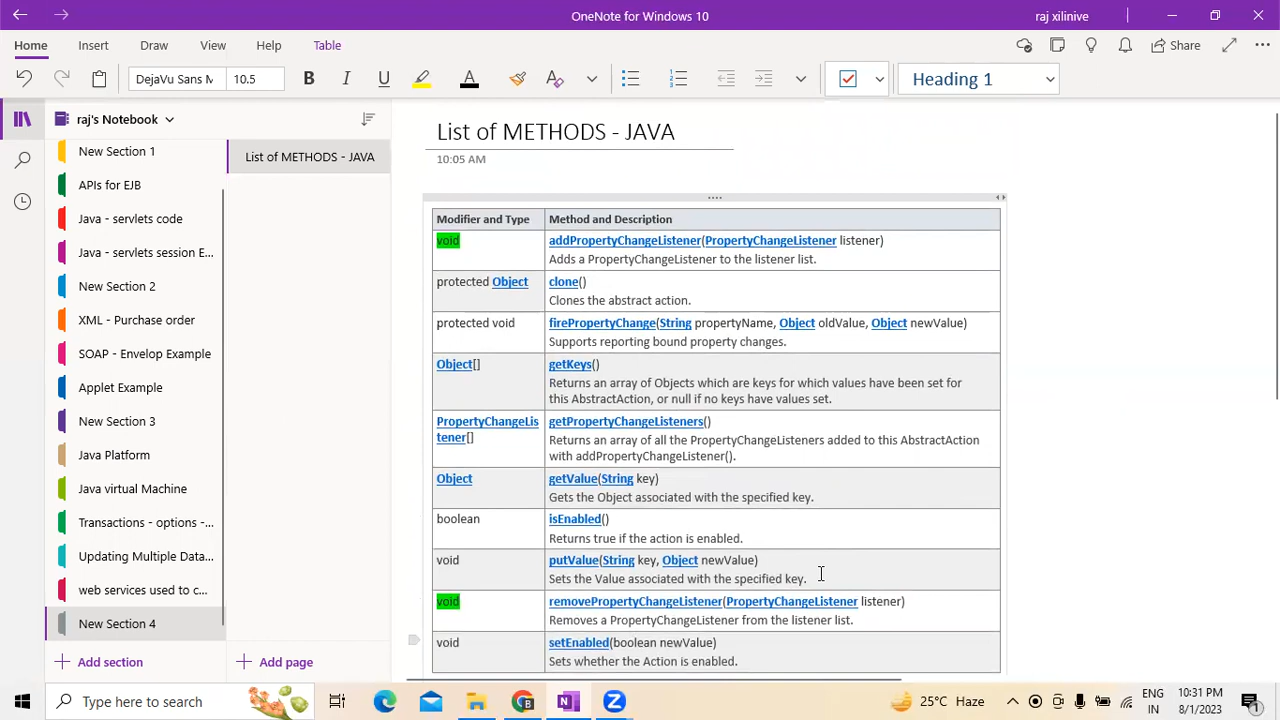 OneNote for Windows 10
raj xilinive
Home
Insert
Draw
View
Help
Table
Share
DejaVu Sans M
10.5
B
I
U
A
A
Heading 1
raj's Notebook
New Section 1
APIs for EJB
Java - servlets code
Java - servlets session E...
New Section 2
XML - Purchase order
SOAP - Envelop Example
Applet Example
New Section 3
Java Platform
Java virtual Machine
Transactions - options -...
Updating Multiple Data...
web services used to c...
New Section 4
Add section
List of METHODS - JAVA
Add page
List of METHODS - JAVA
10:05 AM
Modifier and Type
Method and Description
void
addPropertyChangeListener(PropertyChangeListener listener)
Adds a PropertyChangeListener to the listener list.
protected Object
clone()
Clones the abstract action.
protected void
firePropertyChange(String propertyName, Object oldValue, Object newValue)
Supports reporting bound property changes.
Object[]
getKeys()
Returns an array of Objects which are keys for which values have been set for
this AbstractAction, or null if no keys have values set.
PropertyChangeLis
tener[]
getPropertyChangeListeners()
Returns an array of all the PropertyChangeListeners added to this AbstractAction
with addPropertyChangeListener().
Object
getValue(String key)
Gets the Object associated with the specified key.
boolean
isEnabled()
Returns true if the action is enabled.
void
putValue(String key, Object newValue)
Sets the Value associated with the specified key.
void
removePropertyChangeListener(PropertyChangeListener listener)
Removes a PropertyChangeListener from the listener list.
void
setEnabled(boolean newValue)
Sets whether the Action is enabled.
Type here to search
25°C Haze
ENG
IN
10:31 PM
8/1/2023